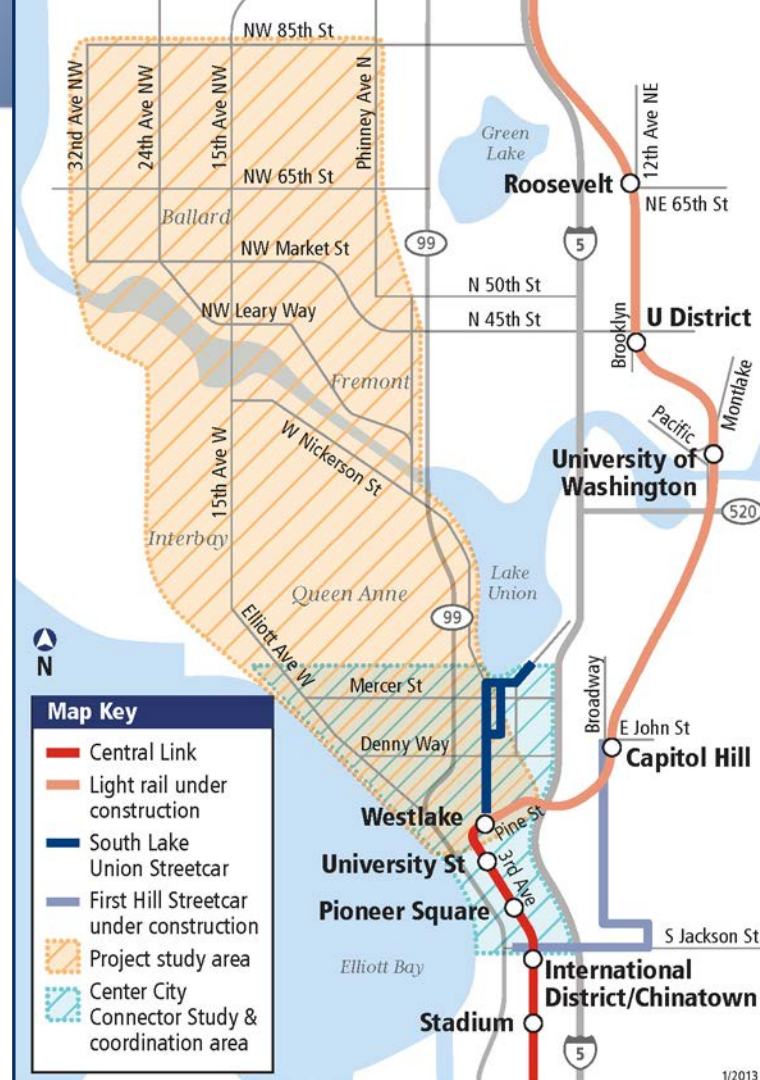 NW 85th St
32nd Ave NW
24th Ave NW
15th Ave NW
Phinney Ave N
Green
Lake
12th Ave NE
Roosevelt
NE 65th St
NW 65th St
Ballard
99
5
NW Market St
N 50th St
NW Leary Way
N 45th St
Brooklyn
U District
Fremont
Montlake
Pacific
W Nickerson St
15th Ave W
University of
Washington
520
Interbay
Queen Anne
Lake
Union
99
Elliott Ave W
N
Mercer St
Broadway
E John St
Denny Way
Capitol Hill
Westlake
Pine St
University St
3rd Ave
Pioneer Square
S Jackson St
Elliott Bay
International
District/Chinatown
Stadium
5
Map Key
Central Link
Light rail under
construction
South Lake
Union Streetcar
First Hill Streetcar
under construction
Project study area
Center City
Connector Study &
coordination area
1/2013